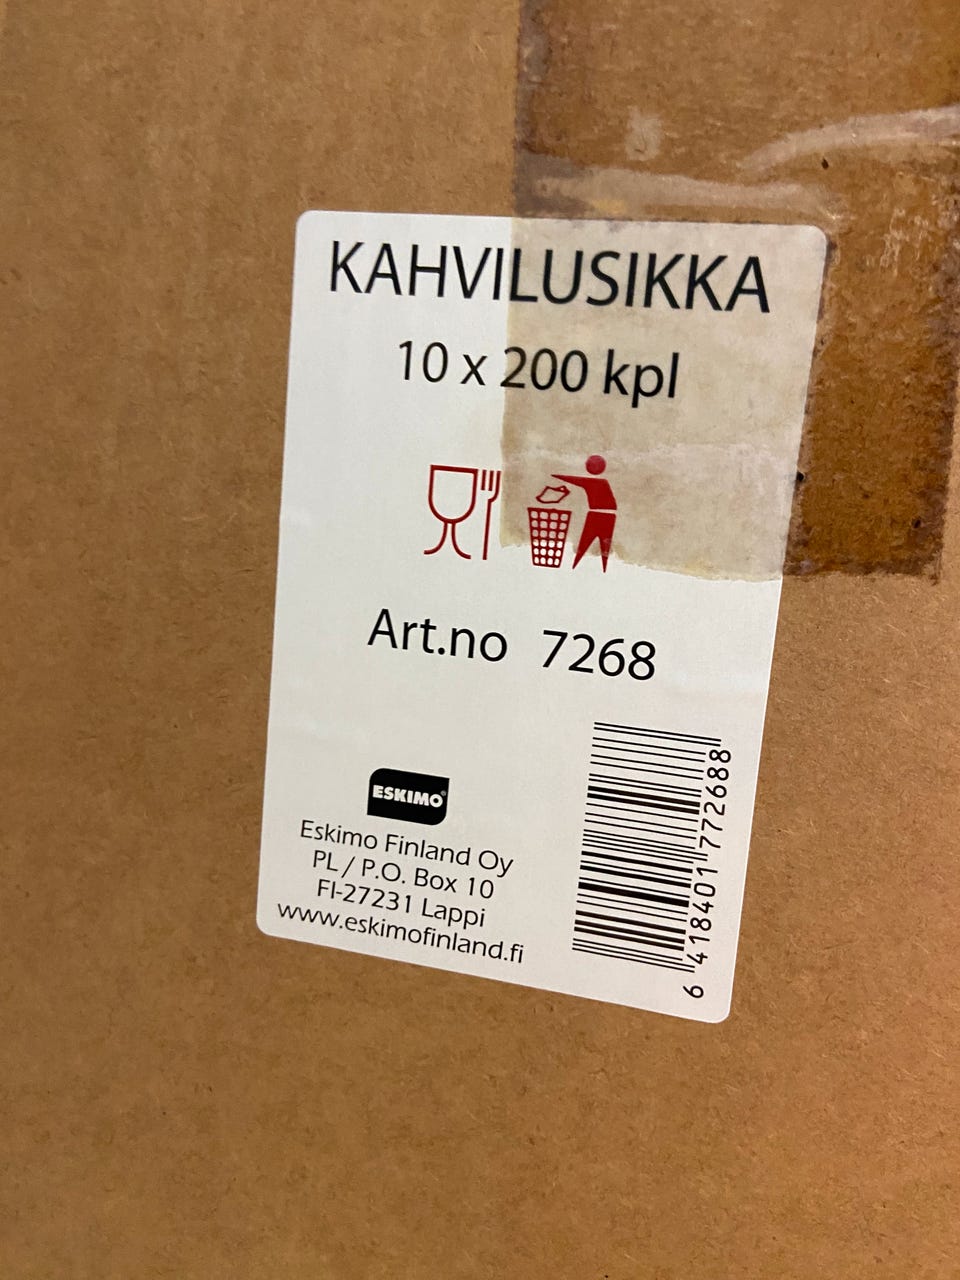 KAHVILUSIKKA
10 x 200 kpl
Art.no 7268
ESKIMO®
Eskimo Finland Oy
PL / P.O. Box 10
FI-27231 Lappi
www.eskimofinland.fi
6 418401 772688